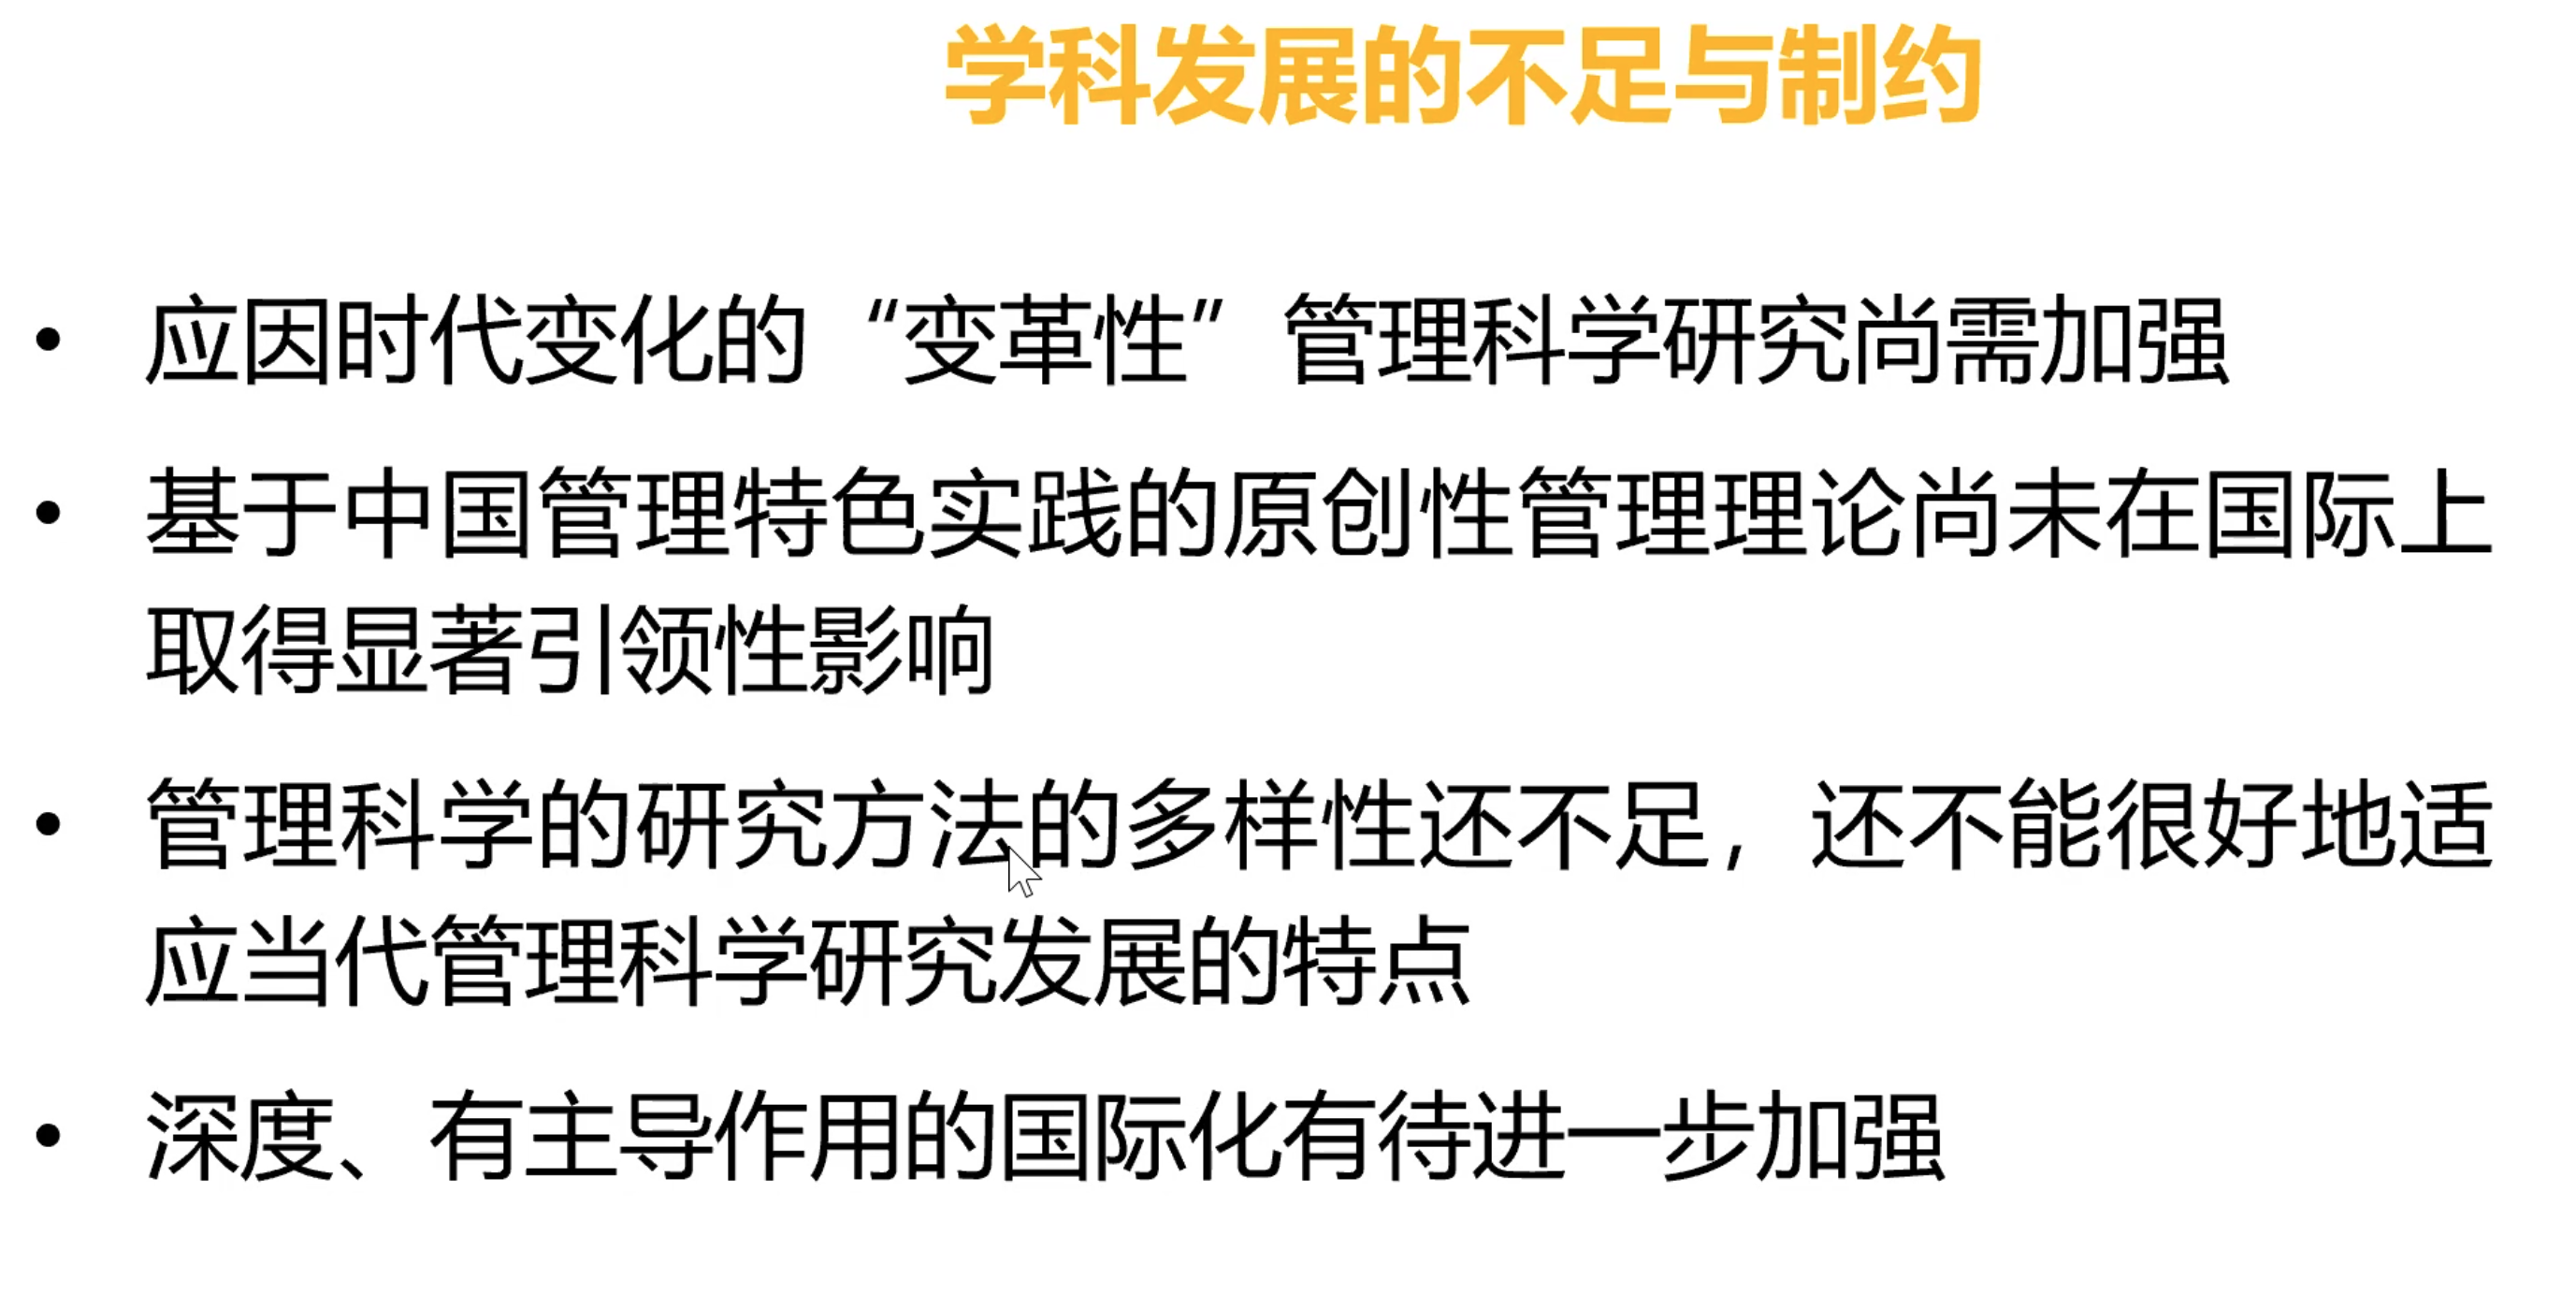 学科发展的不足与制约
• 应因时代变化的“变革性”管理科学研究尚需加强
• 基于中国管理特色实践的原创性管理理论尚未在国际上
取得显著引领性影响
• 管理科学的研究方法的多样性还不足，还不能很好地适
应当代管理科学研究发展的特点
• 深度、有主导作用的国际化有待进一步加强